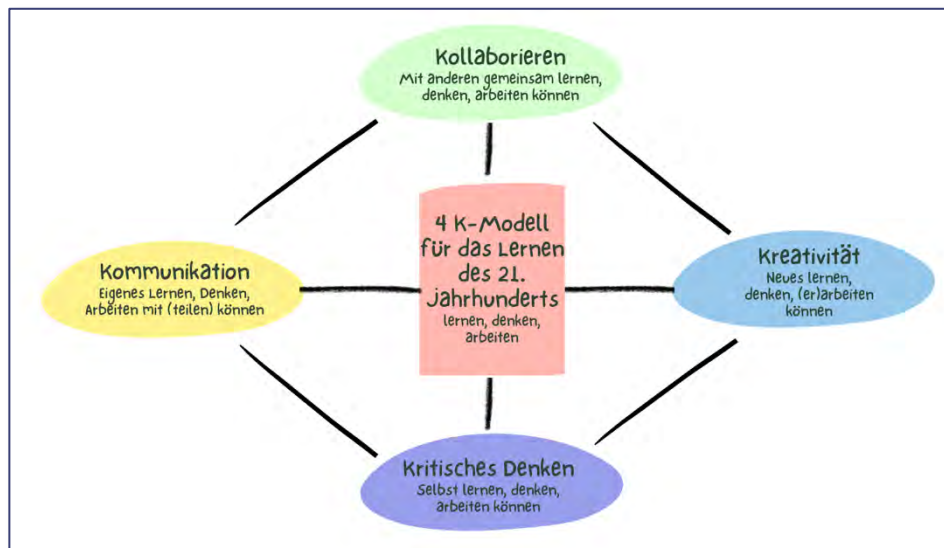 Kollaborieren
Mit anderen gemeinsam lernen,
denken, arbeiten können
4 K-Modell
für das Lernen
des 21.
Jahrhunderts
lernen, denken,
arbeiten
Kommunikation
Eigenes Lernen, Denken,
Arbeiten mit (teilen) können
Kreativität
Neues lernen,
denken, (er)arbeiten
können
Kritisches Denken
Selbst lernen, denken,
arbeiten können